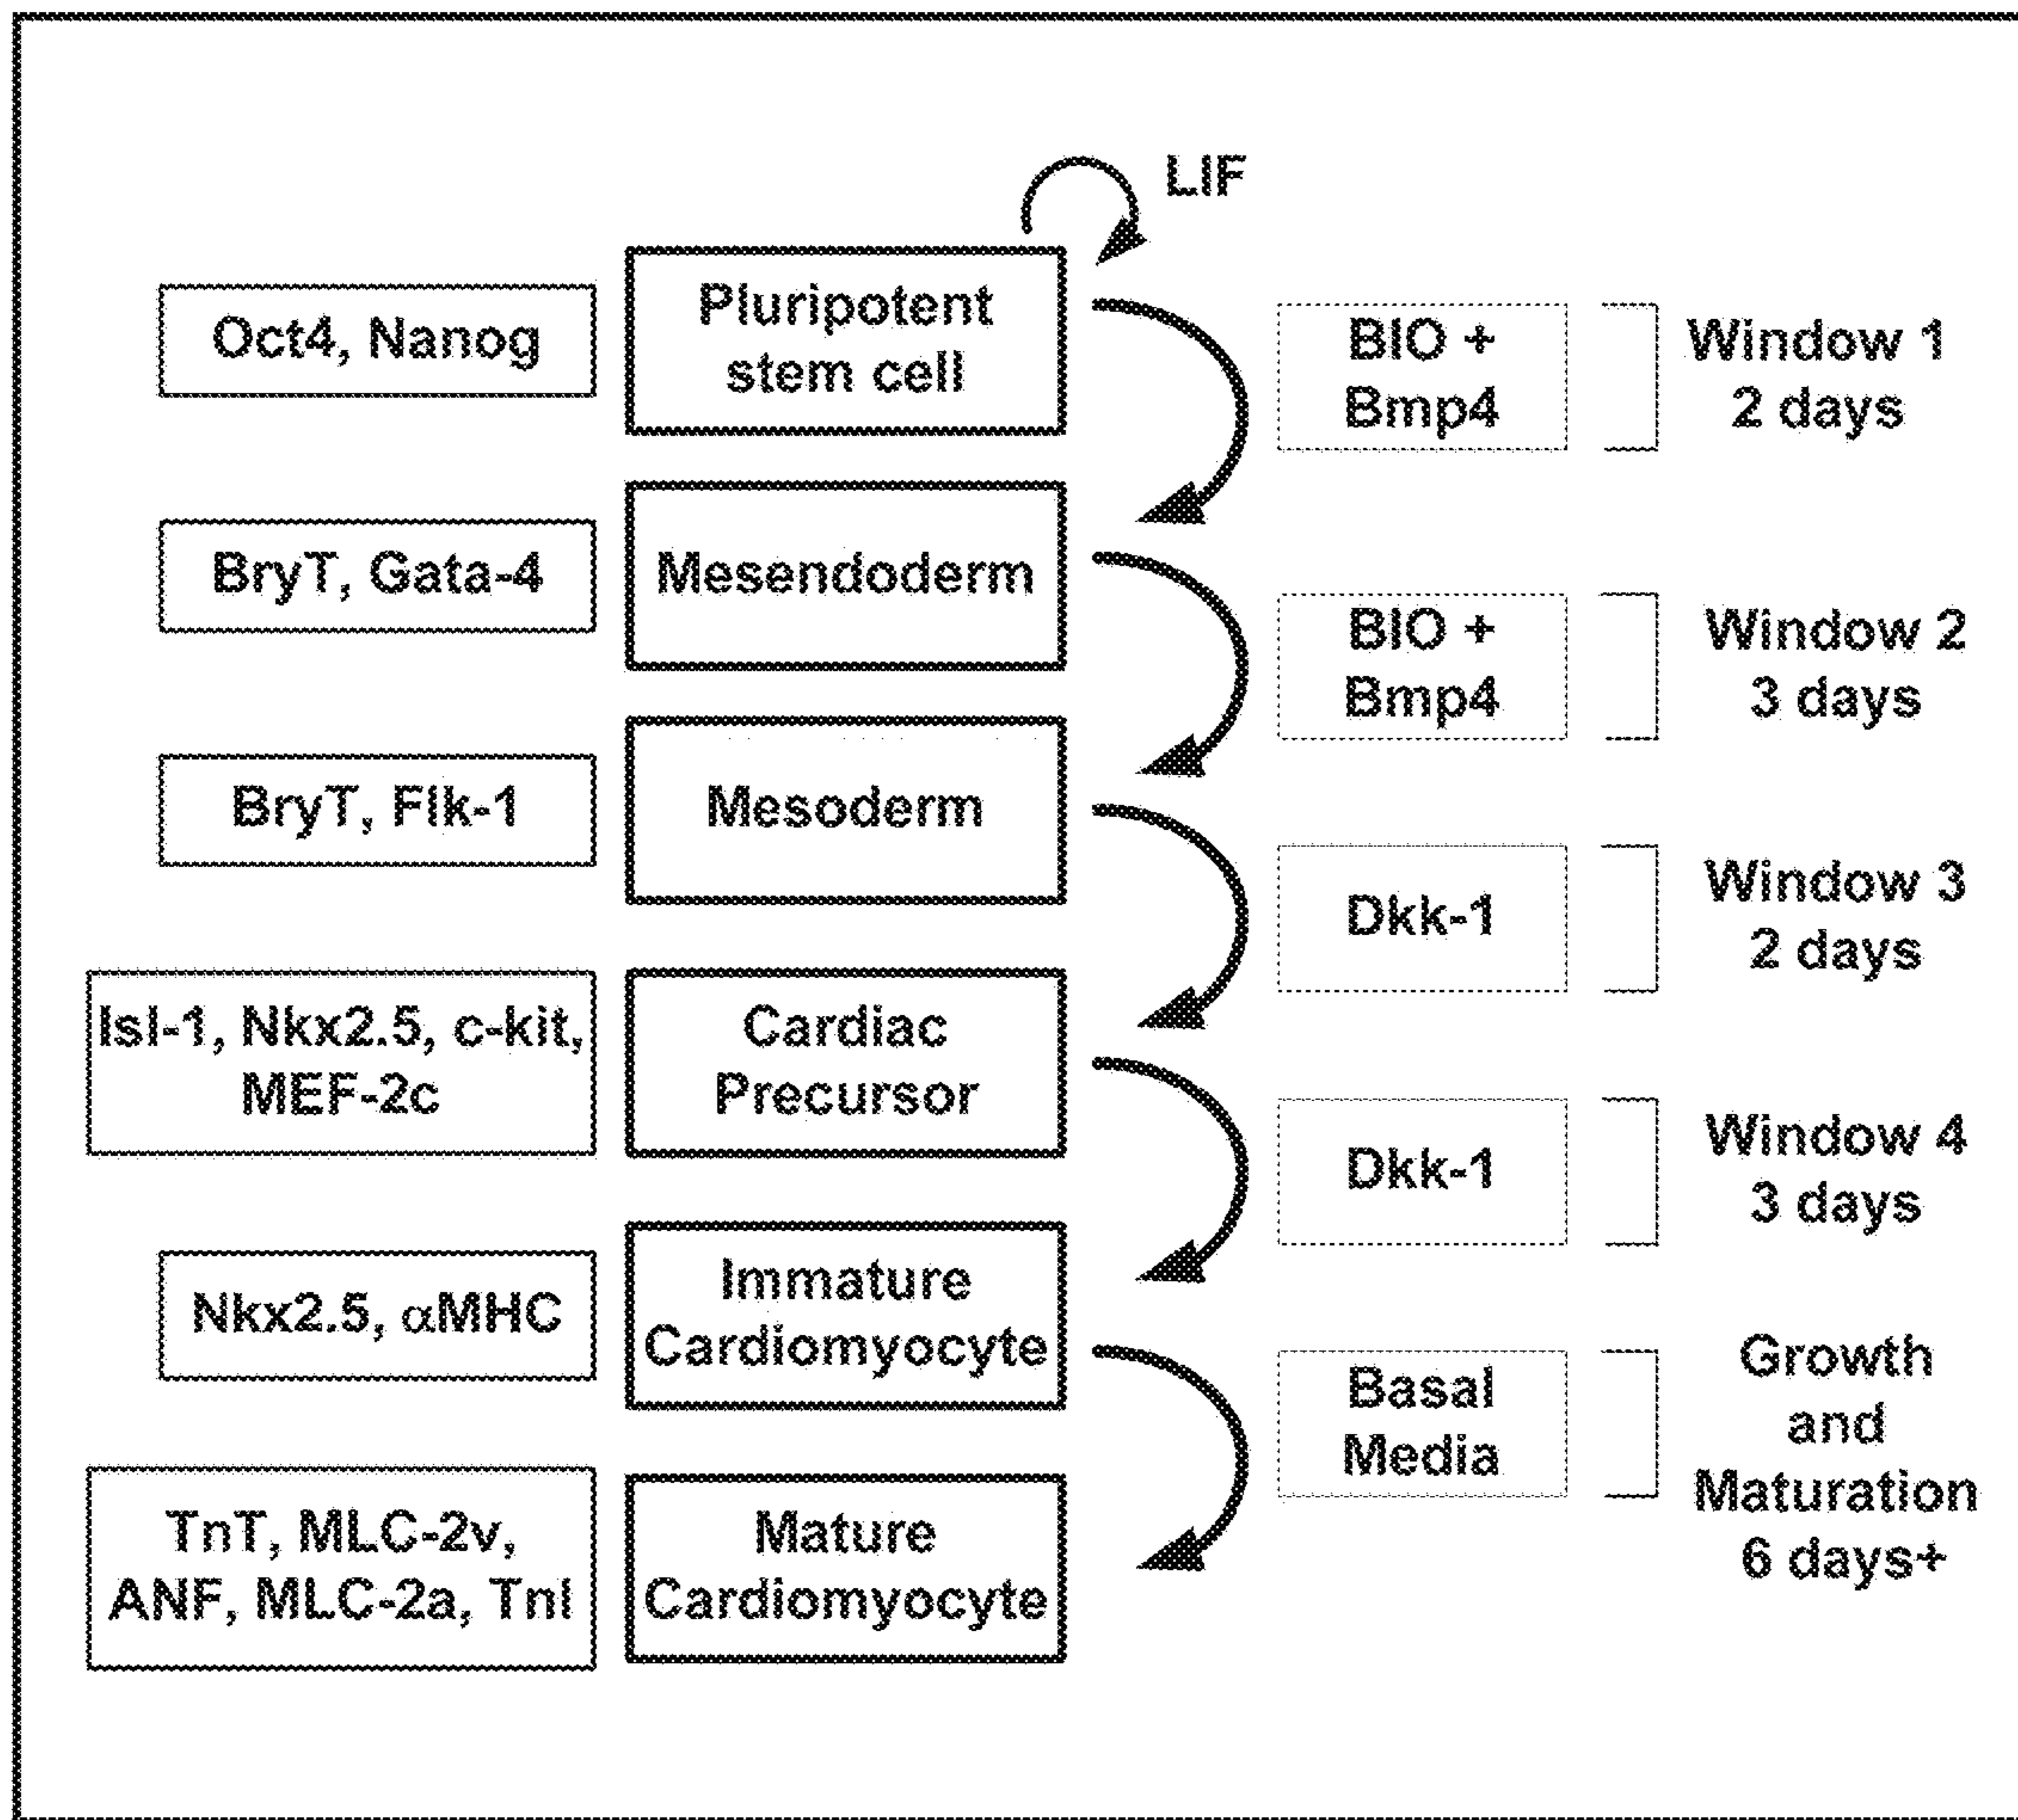 LIF
Oct4, Nanog
Pluripotent
stem cell
BIO +
Bmp4
Window 1
2 days
BryT, Gata-4
Mesendoderm
BIO +
Bmp4
Window 2
3 days
BryT, Flk-1
Mesoderm
Dkk-1
Window 3
2 days
Isl-1, Nkx2.5, c-kit,
MEF-2c
Cardiac
Precursor
Dkk-1
Window 4
3 days
Nkx2.5, αMHC
Immature
Cardiomyocyte
Basal
Media
Growth
and
Maturation
6 days+
TnT, MLC-2v,
ANF, MLC-2a, TnI
Mature
Cardiomyocyte